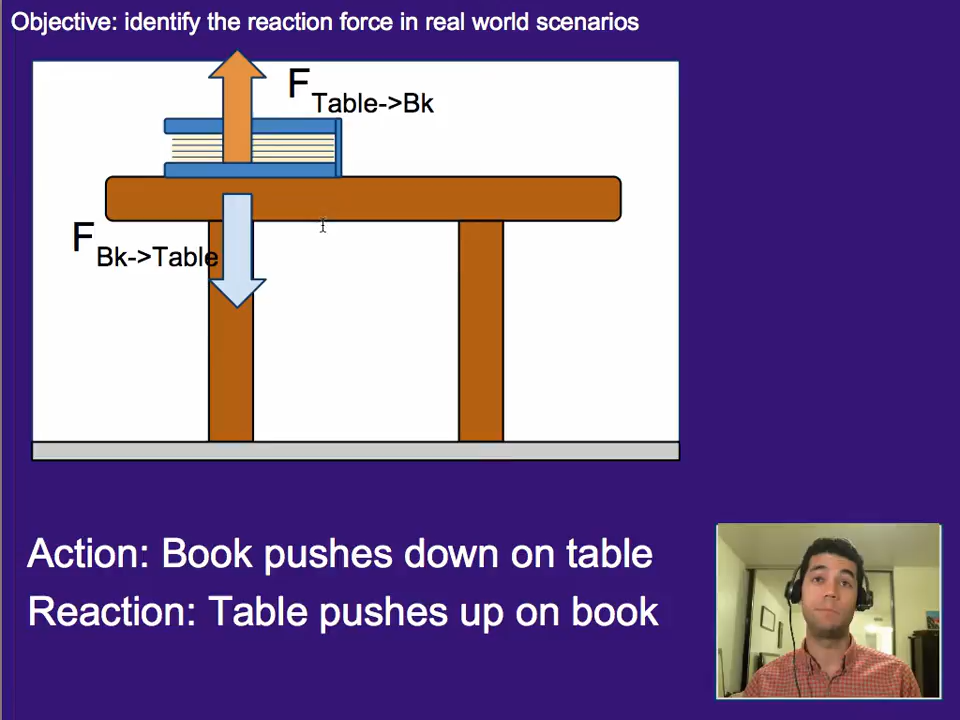 Objective: identify the reaction force in real world scenarios
F Table->Bk
F Bk->Table
Action: Book pushes down on table
Reaction: Table pushes up on book